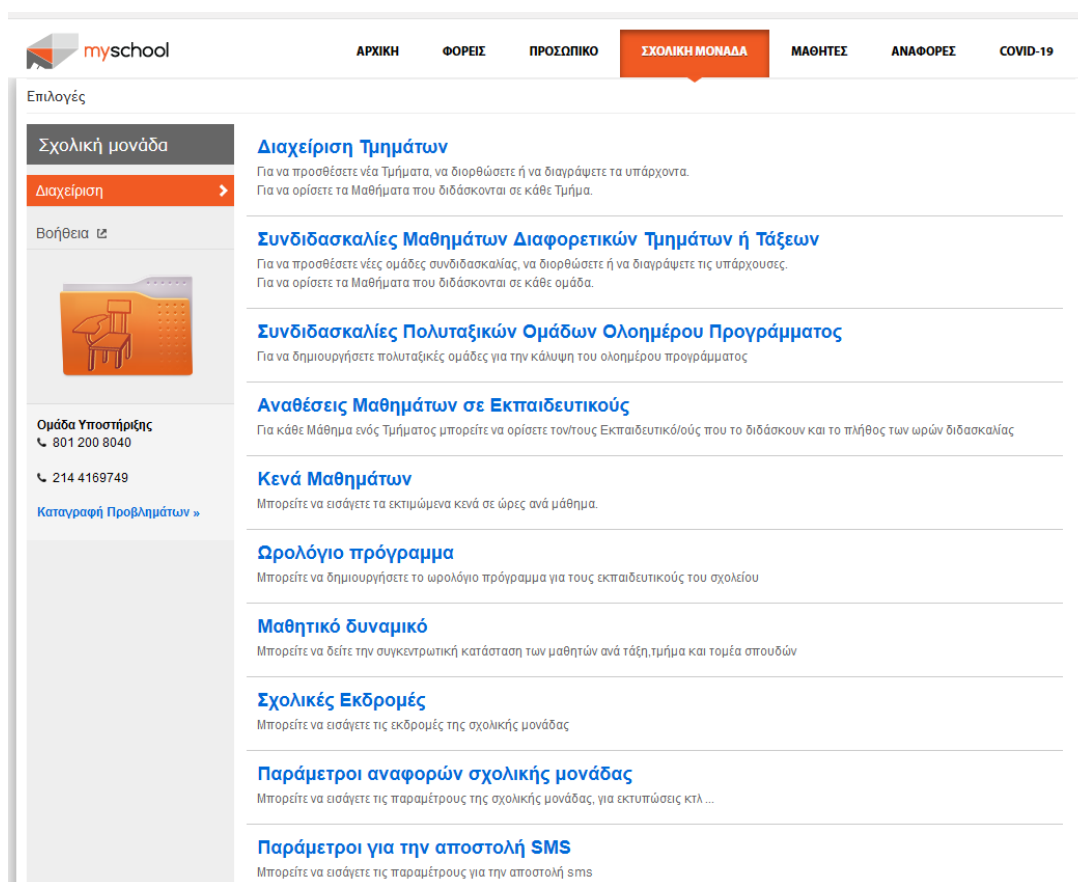 myschool
ΑΡΧΙΚΗ ΦΟΡΕΙΣ ΠΡΟΣΩΠΙΚΟ ΣΧΟΛΙΚΗ ΜΟΝΑΔΑ ΜΑΘΗΤΕΣ ΑΝΑΦΟΡΕΣ COVID-19
Επιλογές
Σχολική μονάδα
Διαχείριση
Βοήθεια
Ομάδα Υποστήριξης
801 200 8040
214 4169749
Καταγραφή Προβλημάτων »
Διαχείριση Τμημάτων
Για να προσθέσετε νέα Τμήματα, να διορθώσετε ή να διαγράψετε τα υπάρχοντα.
Για να ορίσετε τα Μαθήματα που διδάσκονται σε κάθε Τμήμα.
Συνδιδασκαλίες Μαθημάτων Διαφορετικών Τμημάτων ή Τάξεων
Για να προσθέσετε νέες ομάδες συνδιδασκαλίας, να διορθώσετε ή να διαγράψετε τις υπάρχουσες.
Για να ορίσετε τα Μαθήματα που διδάσκονται σε κάθε ομάδα.
Συνδιδασκαλίες Πολυταξικών Ομάδων Ολοημέρου Προγράμματος
Για να δημιουργήσετε πολυταξικές ομάδες για την κάλυψη του ολοημέρου προγράμματος
Αναθέσεις Μαθημάτων σε Εκπαιδευτικούς
Για κάθε Μάθημα ενός Τμήματος μπορείτε να ορίσετε τον/τους Εκπαιδευτικό/ούς που το διδάσκουν και το πλήθος των ωρών διδασκαλίας
Κενά Μαθημάτων
Μπορείτε να εισάγετε τα εκτιμώμενα κενά σε ώρες ανά μάθημα.
Ωρολόγιο πρόγραμμα
Μπορείτε να δημιουργήσετε το ωρολόγιο πρόγραμμα για τους εκπαιδευτικούς του σχολείου
Μαθητικό δυναμικό
Μπορείτε να δείτε την συγκεντρωτική κατάσταση των μαθητών ανά τάξη,τμήμα και τομέα σπουδών
Σχολικές Εκδρομές
Μπορείτε να εισάγετε τις εκδρομές της σχολικής μονάδας
Παράμετροι αναφορών σχολικής μονάδας
Μπορείτε να εισάγετε τις παραμέτρους της σχολικής μονάδας, για εκτυπώσεις κτλ ...
Παράμετροι για την αποστολή SMS
Μπορείτε να εισάγετε τις παραμέτρους για την αποστολή sms